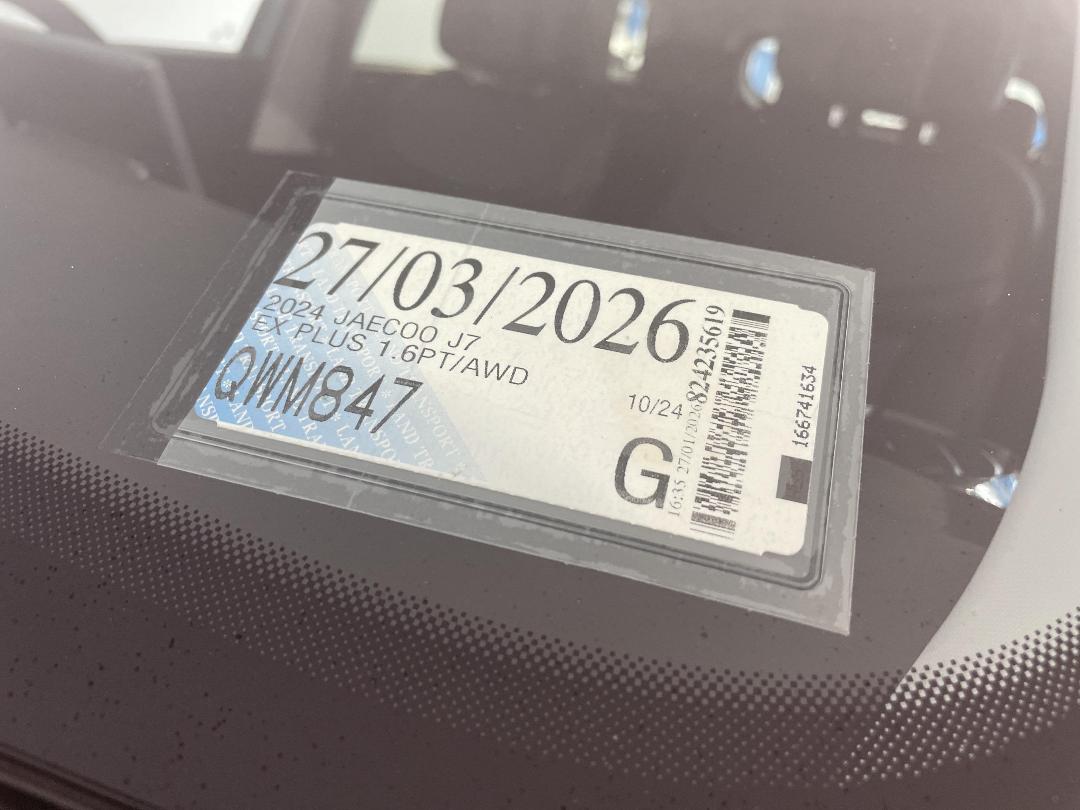 27/03/2026
2024 JAECOO J7
EX PLUS 1.6PT/AWD
QWM847
10/24
G
16:35 27/01/2026
824235619
166741634